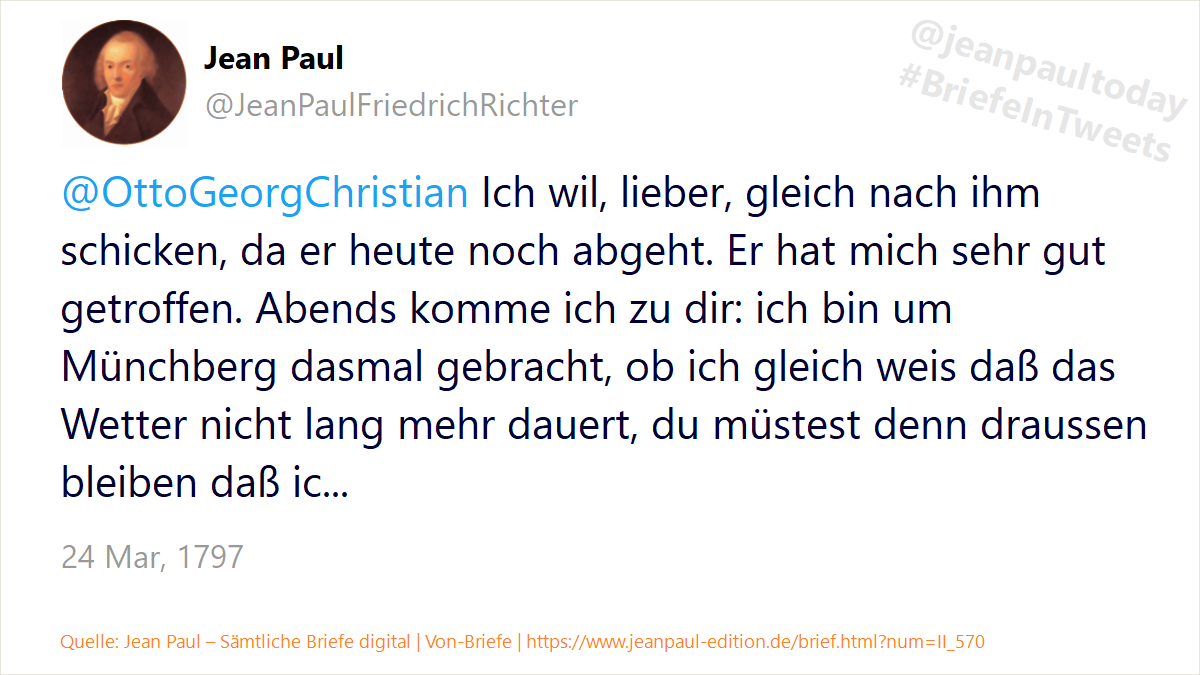 Jean Paul
@JeanPaulFriedrichRichter
@jeanpaultoday
#BriefeInTweets
@OttoGeorgChristian Ich wil, lieber, gleich nach ihm
schicken, da er heute noch abgeht. Er hat mich sehr gut
getroffen. Abends komme ich zu dir: ich bin um
Münchberg dasmal gebracht, ob ich gleich weis daß das
Wetter nicht lang mehr dauert, du müstest denn draussen
bleiben daß ic...
24 Mar, 1797
Quelle: Jean Paul – Sämtliche Briefe digital | Von-Briefe | https://www.jeanpaul-edition.de/brief.html?num=II_570